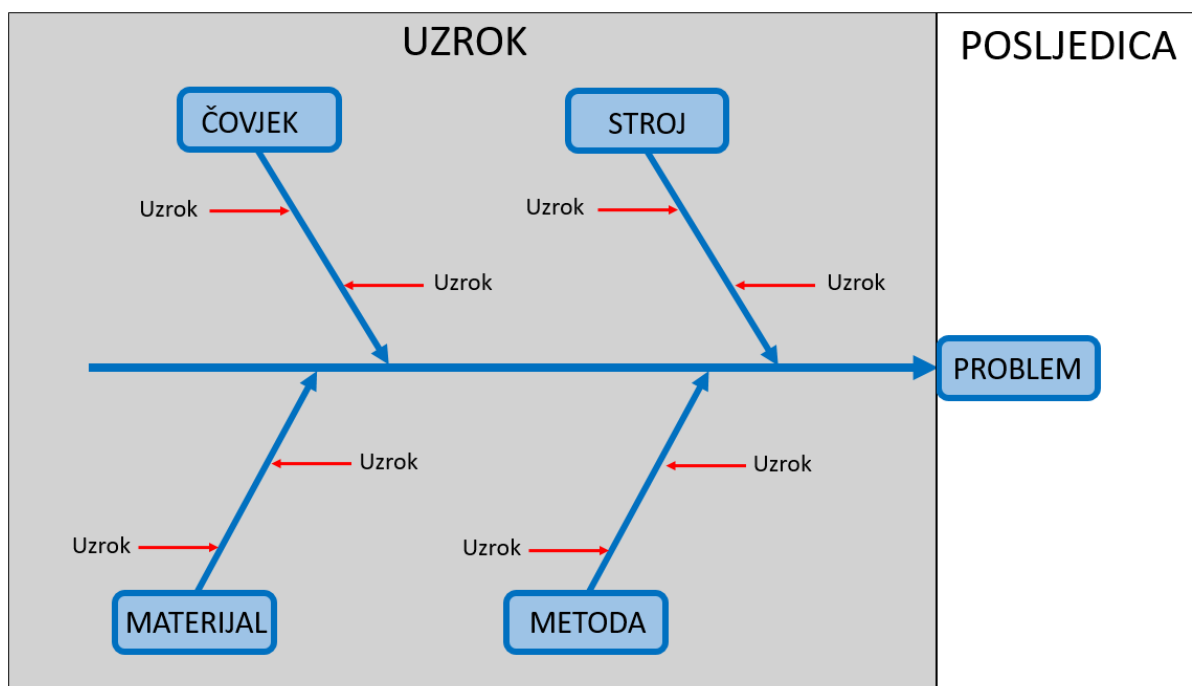 UZROK
POSLJEDICA
ČOVJEK
STROJ
Uzrok
Uzrok
Uzrok
Uzrok
PROBLEM
Uzrok
Uzrok
Uzrok
Uzrok
MATERIJAL
METODA